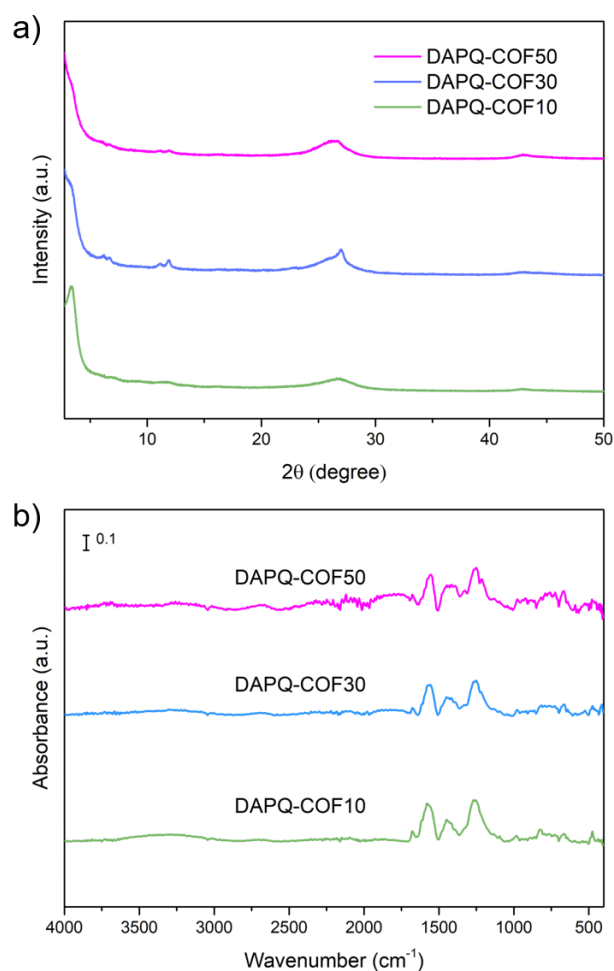 a)
DAPQ-COF50
DAPQ-COF30
DAPQ-COF10
Intensity (a.u.)
10 20 30 40 50
2θ (degree)
b)
0.1
DAPQ-COF50
DAPQ-COF30
DAPQ-COF10
Absorbance (a.u.)
4000 3500 3000 2500 2000 1500 1000 500
Wavenumber (cm⁻¹)